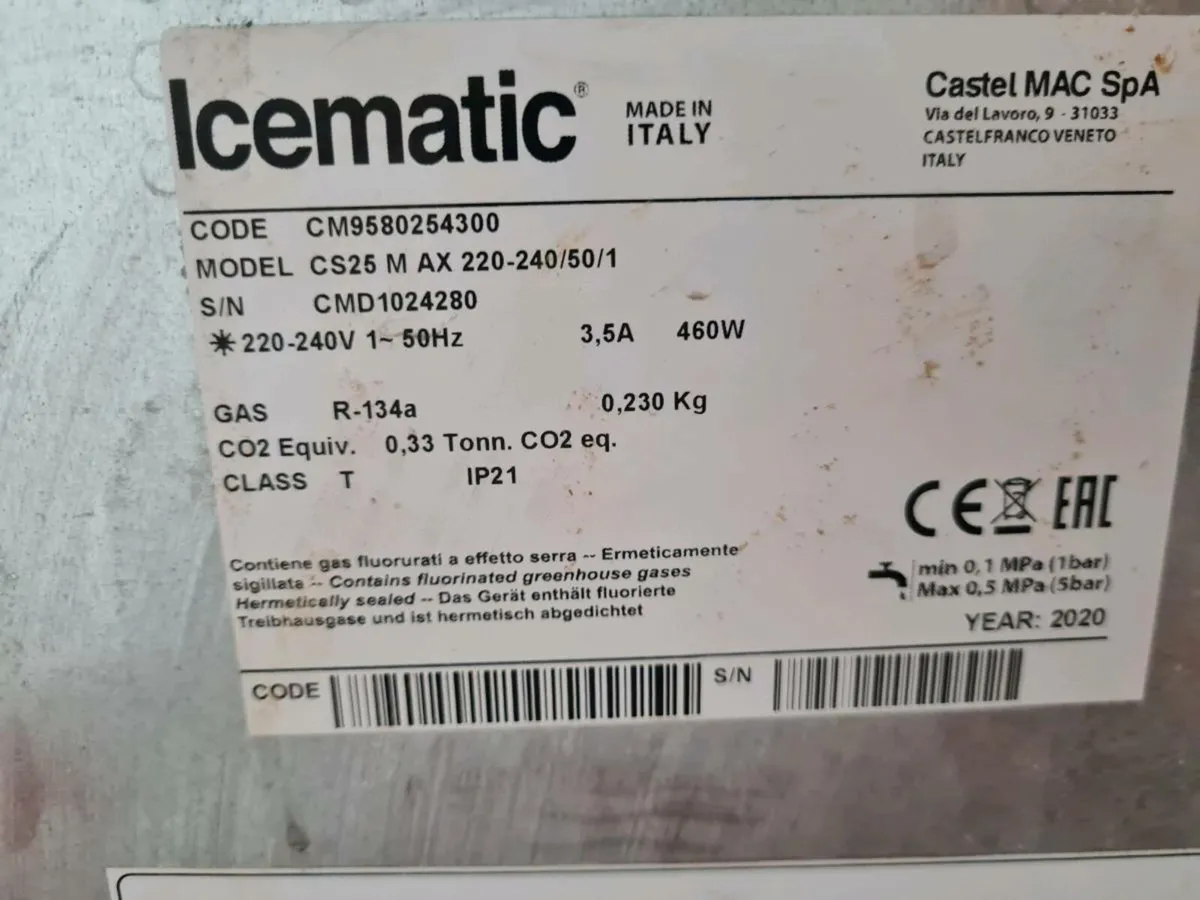 Icematic®
MADE IN
ITALY
Castel MAC SpA
Via del Lavoro, 9 - 31033
CASTELFRANCO VENETO
ITALY
CODE CM9580254300
MODEL CS25 M AX 220-240/50/1
S/N CMD1024280
220-240V 1~ 50Hz 3,5A 460W
GAS R-134a 0,230 Kg
CO2 Equiv. 0,33 Tonn. CO2 eq.
CLASS T IP21
CE EAC
Contiene gas fluorurati a effetto serra -- Ermeticamente
sigillata -- Contains fluorinated greenhouse gases
Hermetically sealed -- Das Gerät enthält fluorierte
Treibhausgase und ist hermetisch abgedichtet
min 0,1 MPa (1bar)
Max 0,5 MPa (5bar)
YEAR: 2020
CODE S/N